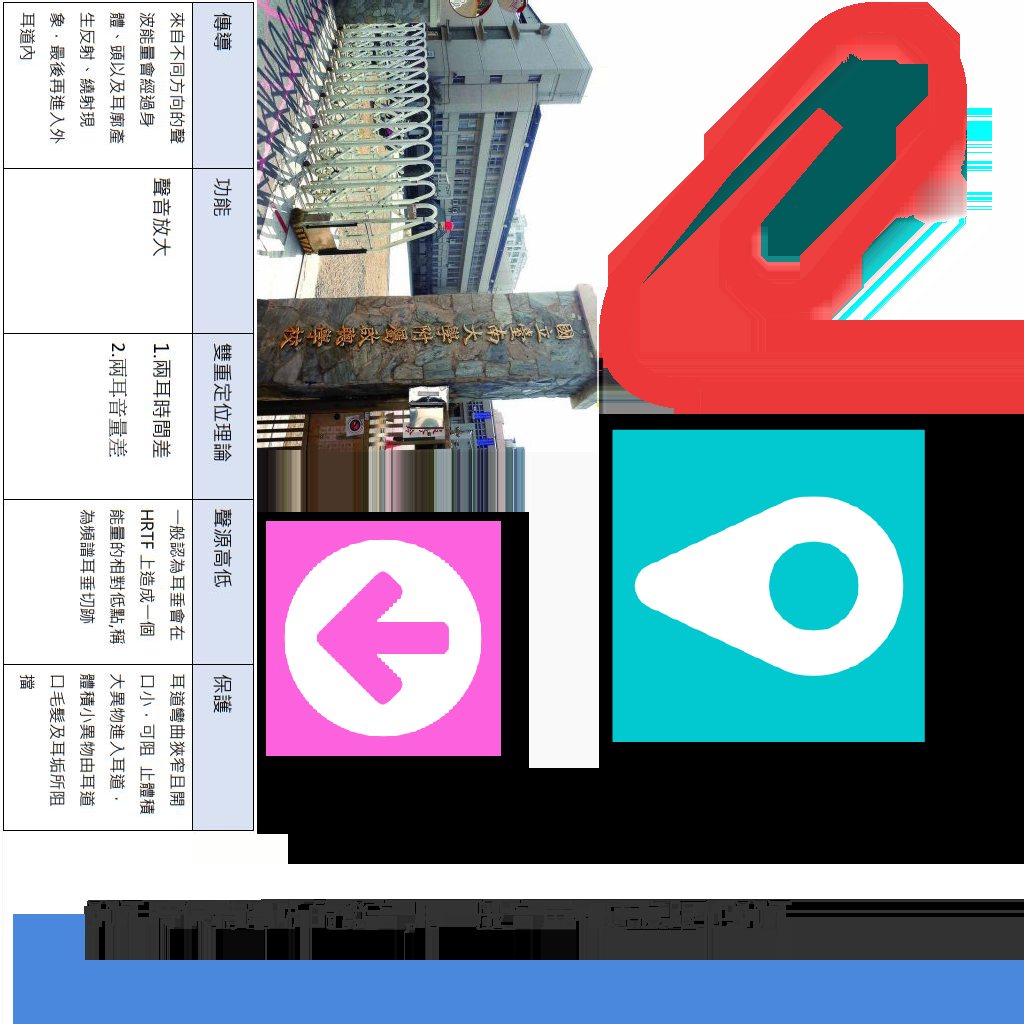 傳導
來自不同方向的聲
波能量會經過身
體、頭以及耳廓產
生反射、繞射現
象，最後再進入外
耳道內
功能
聲音放大
雙重定位理論
1.兩耳時間差
2.兩耳音量差
聲源高低
一般認為耳垂會在
HRTF 上造成一個
能量的相對低點,稱
為頻譜耳垂切跡
保護
耳道彎曲狹窄且開
口小，可阻 止體積
大異物進入耳道，
體積小異物由耳道
口毛髮及耳垢所阻
擋
國立臺南大學附屬啟聰學校